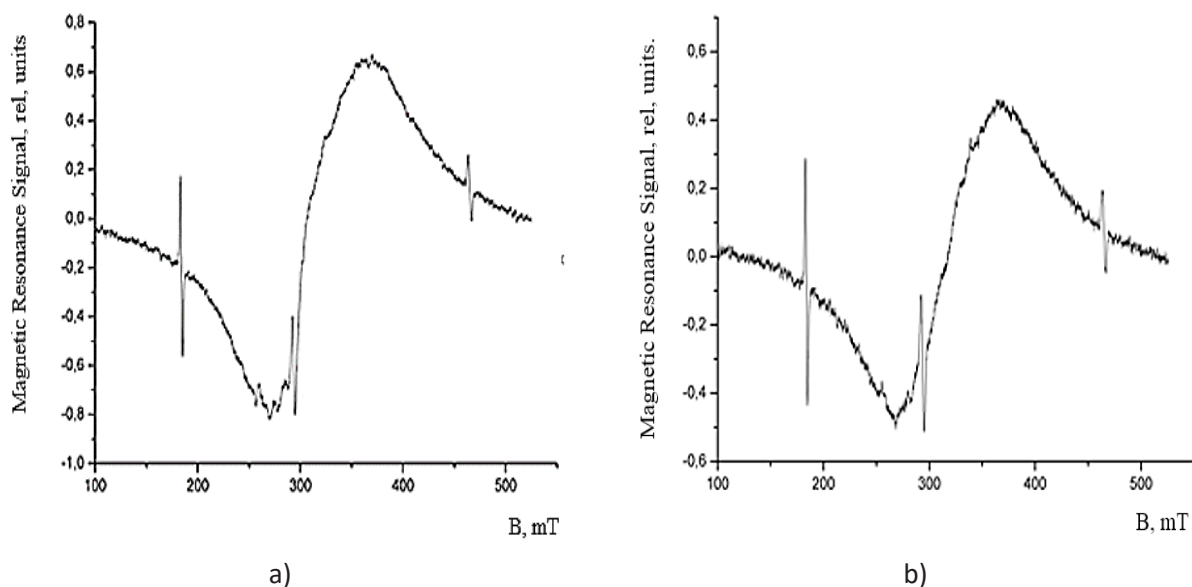 Magnetic Resonance Signal, rel, units
0,8
0,6
0,4
0,2
0,0
-0,2
-0,4
-0,6
-0,8
-1,0
100 200 300 400 500
B, mT
a)
Magnetic Resonance Signal, rel, units.
0,6
0,4
0,2
0,0
-0,2
-0,4
-0,6
100 200 300 400 500
B, mT
b)